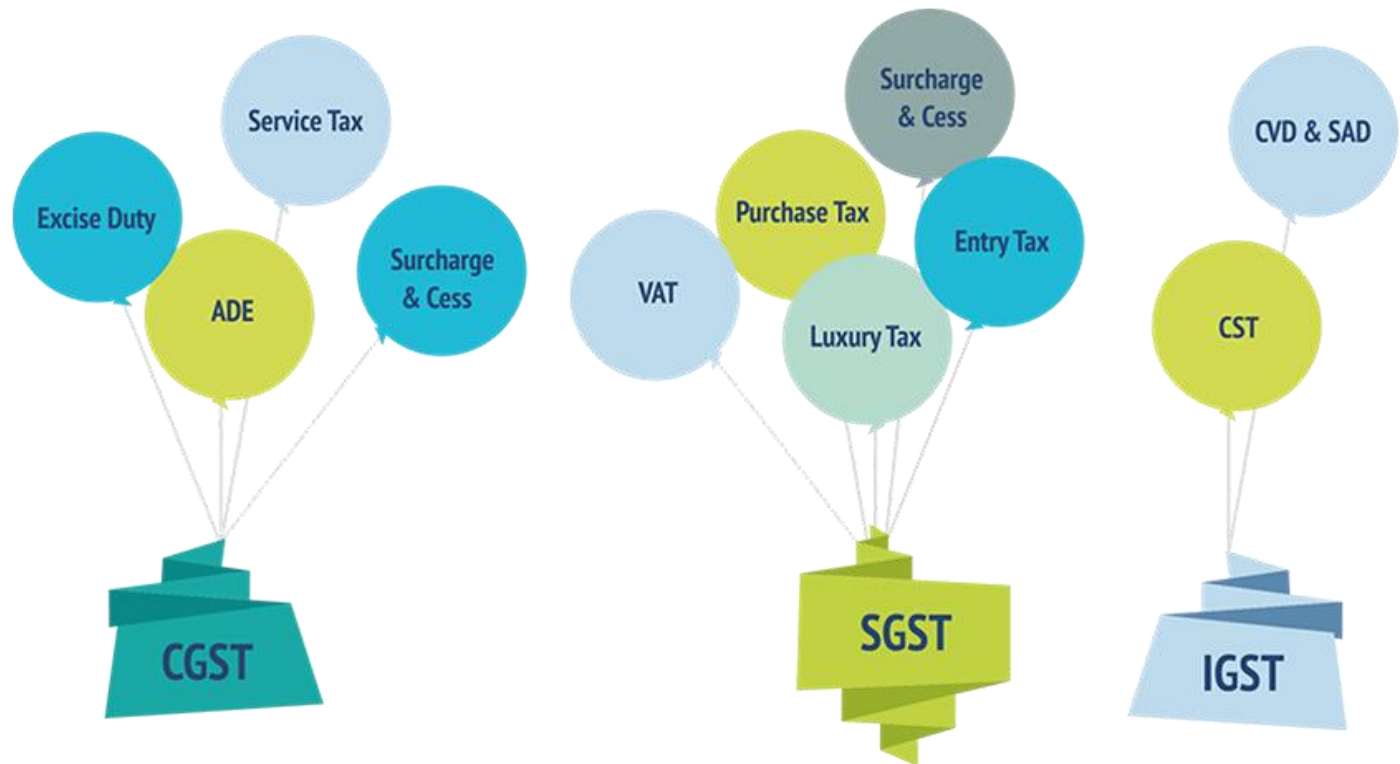 Service Tax
Excise Duty
ADE
Surcharge
& Cess
CGST
Surcharge
& Cess
Purchase Tax
Entry Tax
VAT
Luxury Tax
SGST
CVD & SAD
CST
IGST